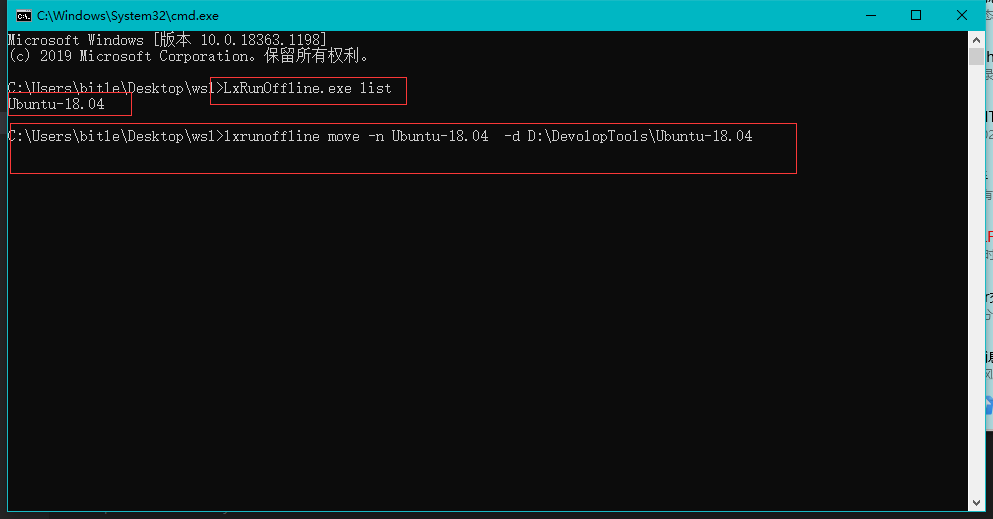 C:\Windows\System32\cmd.exe
Microsoft Windows [版本 10.0.18363.1198]
(c) 2019 Microsoft Corporation。保留所有权利。
C:\Users\bitle\Desktop\wsl>LxRunOffline.exe list
Ubuntu-18.04
C:\Users\bitle\Desktop\wsl>lxrunoffline move -n Ubuntu-18.04  -d D:\DevolopTools\Ubuntu-18.04